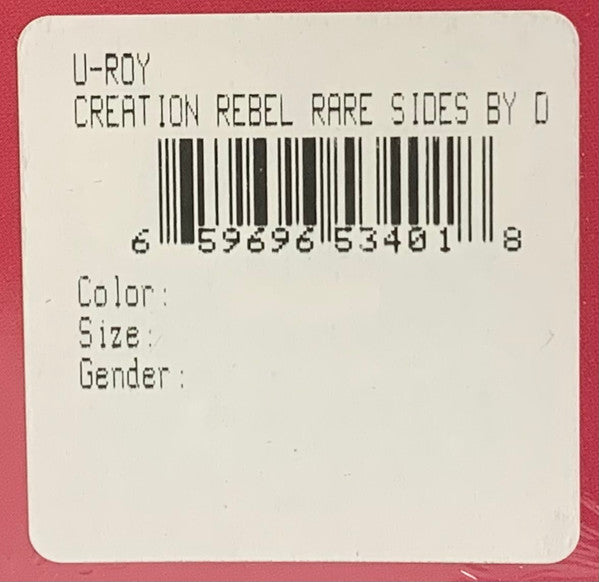 U-ROY
CREATION REBEL RARE SIDES BY D
6 59696 53401 8
Color:
Size:
Gender: